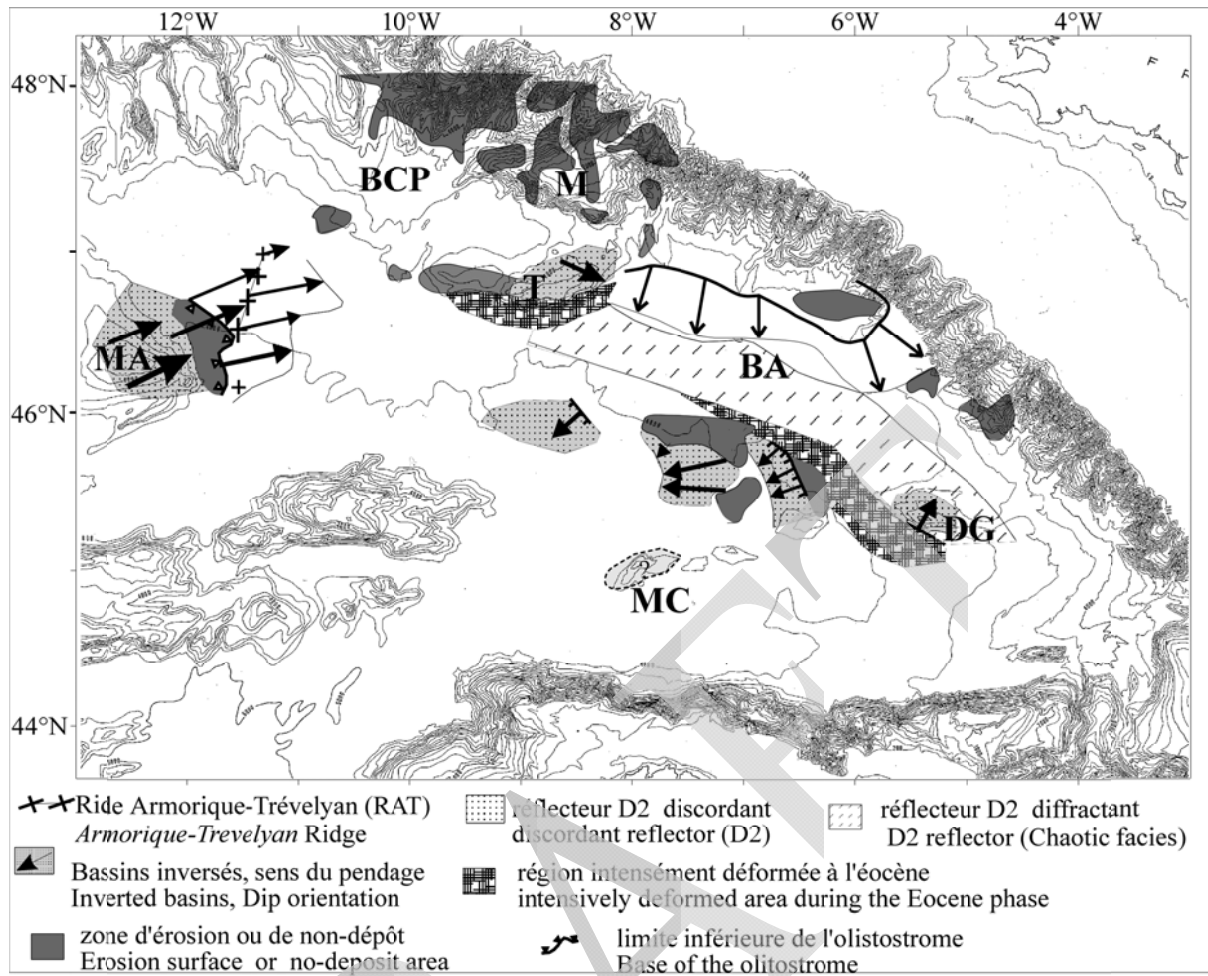 12°W 10°W 8°W 6°W 4°W
48°N
BCP
M
T
MA
BA
46°N
DG
MC
44°N
Ride Armorique-Trévelyan (RAT)
Armorique-Trevelyan Ridge
réflecteur D2 discordant
discordant reflector (D2)
réflecteur D2 diffractant
D2 reflector (Chaotic facies)
Bassins inversés, sens du pendage
Inverted basins, Dip orientation
région intensément déformée à l'éocène
intensively deformed area during the Eocene phase
zone d'érosion ou de non-dépôt
Erosion surface or no-deposit area
limite inférieure de l'olistostrome
Base of the olitostrome